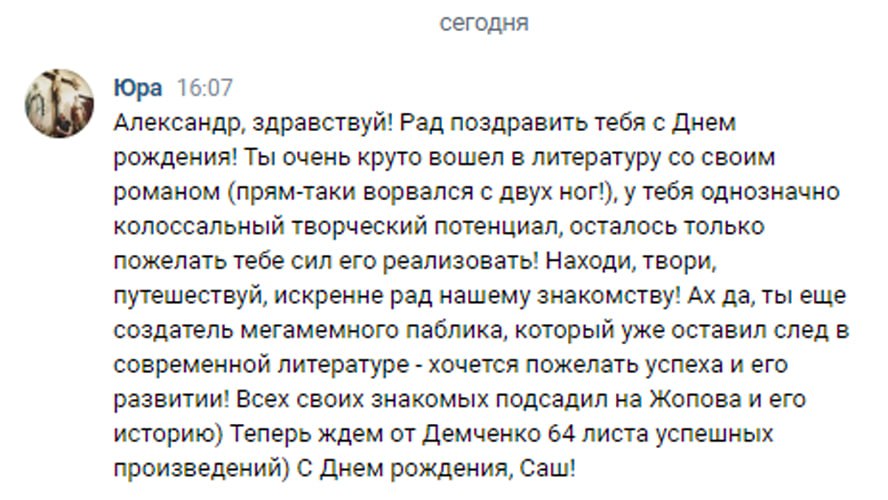 сегодня
Юра 16:07
Александр, здравствуй! Рад поздравить тебя с Днем
рождения! Ты очень круто вошел в литературу со своим
романом (прям-таки ворвался с двух ног!), у тебя однозначно
колоссальный творческий потенциал, осталось только
пожелать тебе сил его реализовать! Находи, твори,
путешествуй, искренне рад нашему знакомству! Ах да, ты еще
создатель мегамемного паблика, который уже оставил след в
современной литературе - хочется пожелать успеха и его
развитии! Всех своих знакомых подсадил на Жопова и его
историю) Теперь ждем от Демченко 64 листа успешных
произведений) С Днем рождения, Саш!